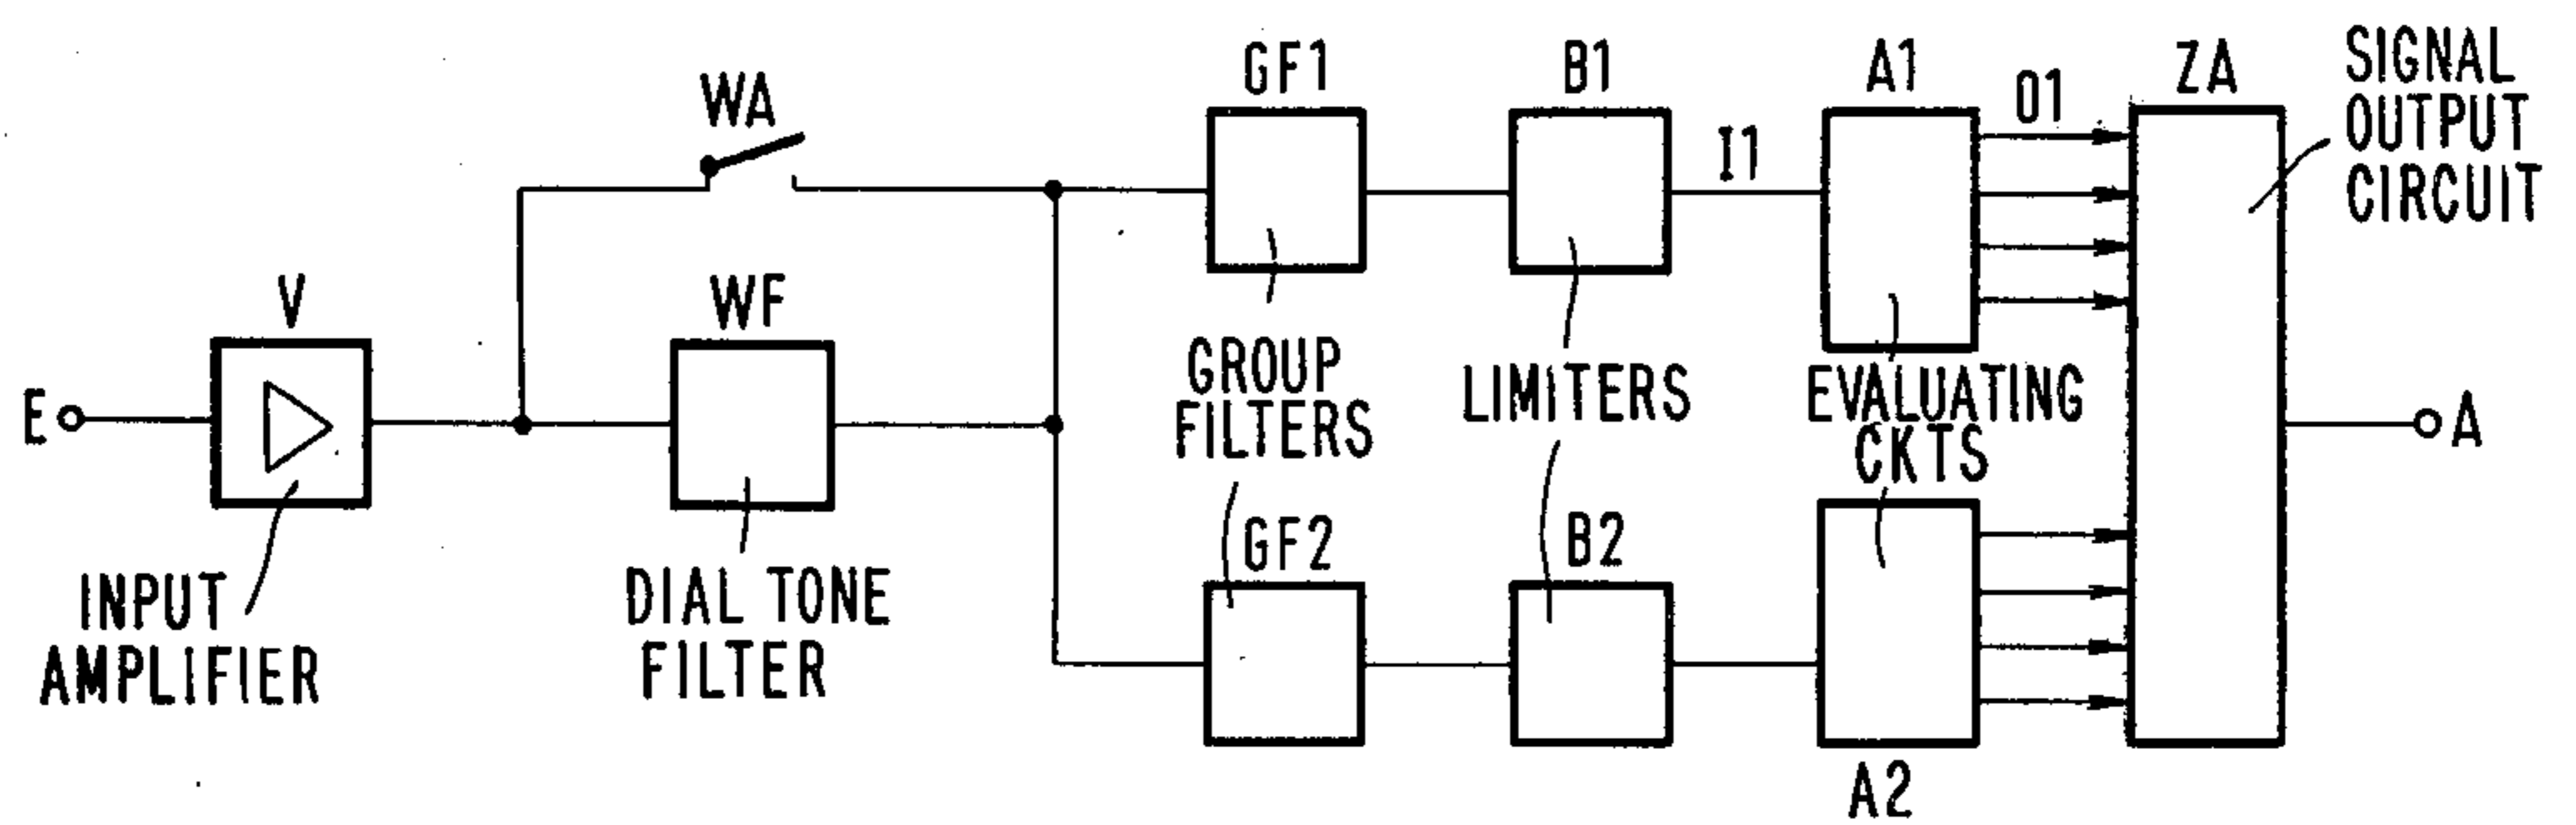 E
V
INPUT
AMPLIFIER
WA
WF
DIAL TONE
FILTER
GF1
GROUP
FILTERS
GF2
B1
LIMITERS
B2
I1
A1
EVALUATING
CKTS
A2
O1
ZA
SIGNAL
OUTPUT
CIRCUIT
A